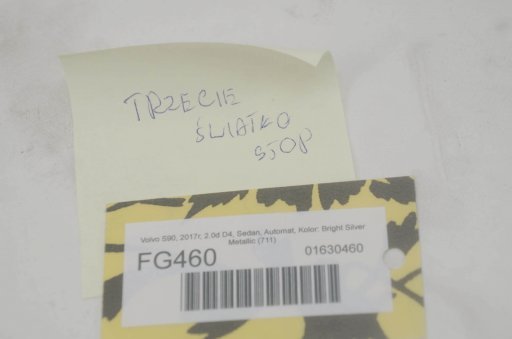 TRZECIE
ŚWIATŁO
STOP
Volvo S90, 2017r, 2.0d D4, Sedan, Automat, Kolor: Bright Silver
Metallic (711)
FG460
01630460